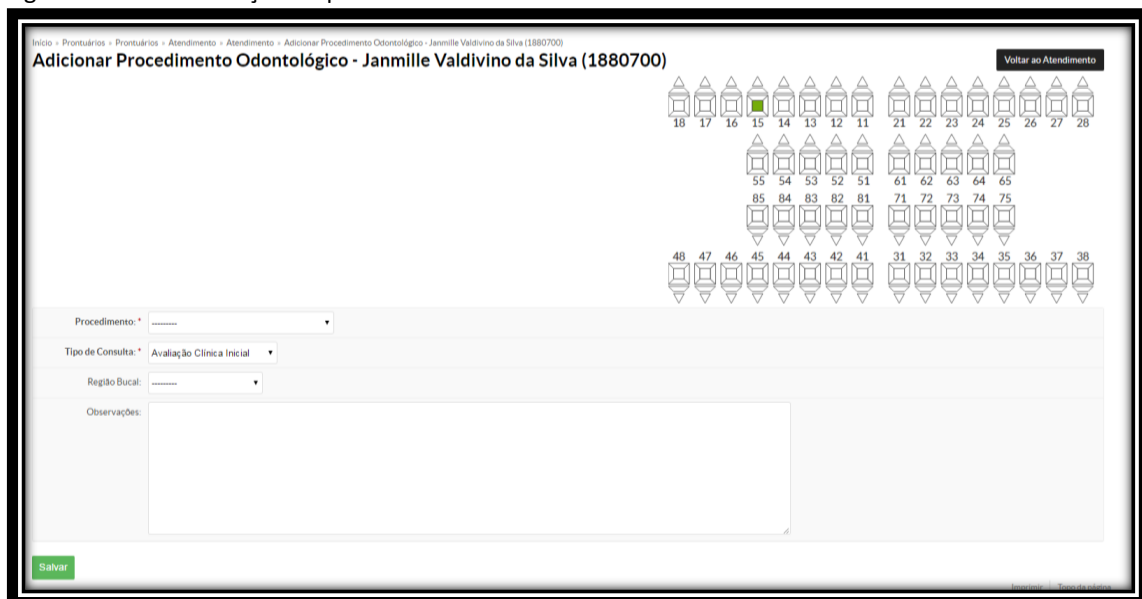 Início » Prontuários » Prontuários » Atendimento » Atendimento » Adicionar Procedimento Odontológico - Janmille Valdivino da Silva (1880700)
Adicionar Procedimento Odontológico - Janmille Valdivino da Silva (1880700)
Voltar ao Atendimento
18 17 16 15 14 13 12 11 21 22 23 24 25 26 27 28
55 54 53 52 51 61 62 63 64 65
85 84 83 82 81 71 72 73 74 75
48 47 46 45 44 43 42 41 31 32 33 34 35 36 37 38
Procedimento: * ---------
Tipo de Consulta: * Avaliação Clínica Inicial
Região Bucal: ---------
Observações:
Salvar
Imprimir | Topo da página